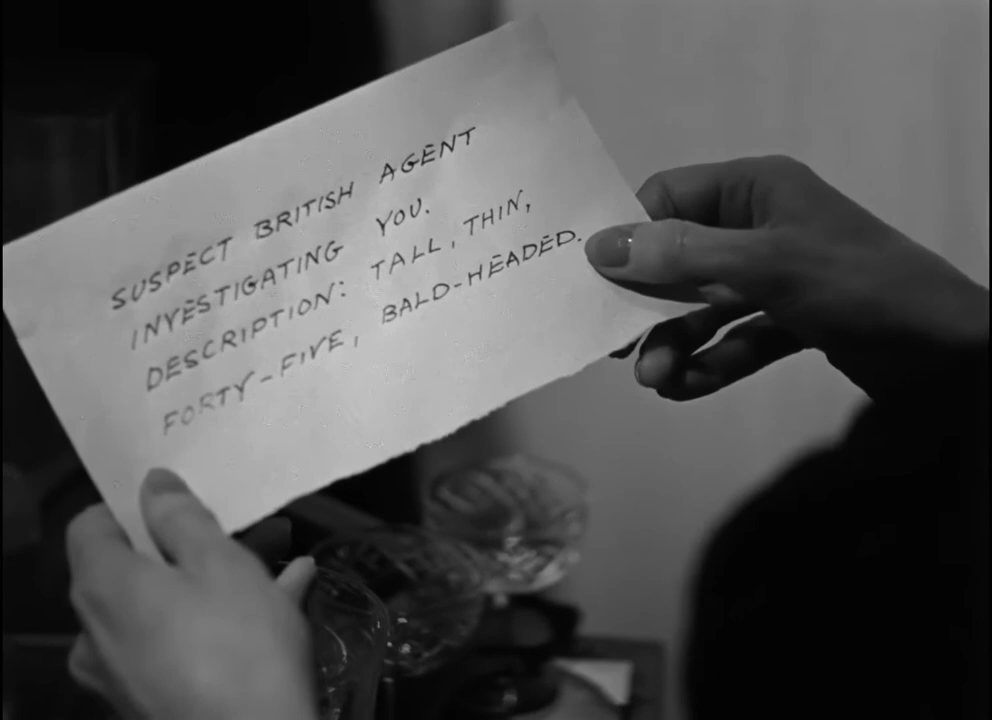 SUSPECT BRITISH AGENT
INVESTIGATING YOU.
DESCRIPTION: TALL, THIN,
FORTY-FIVE, BALD-HEADED.